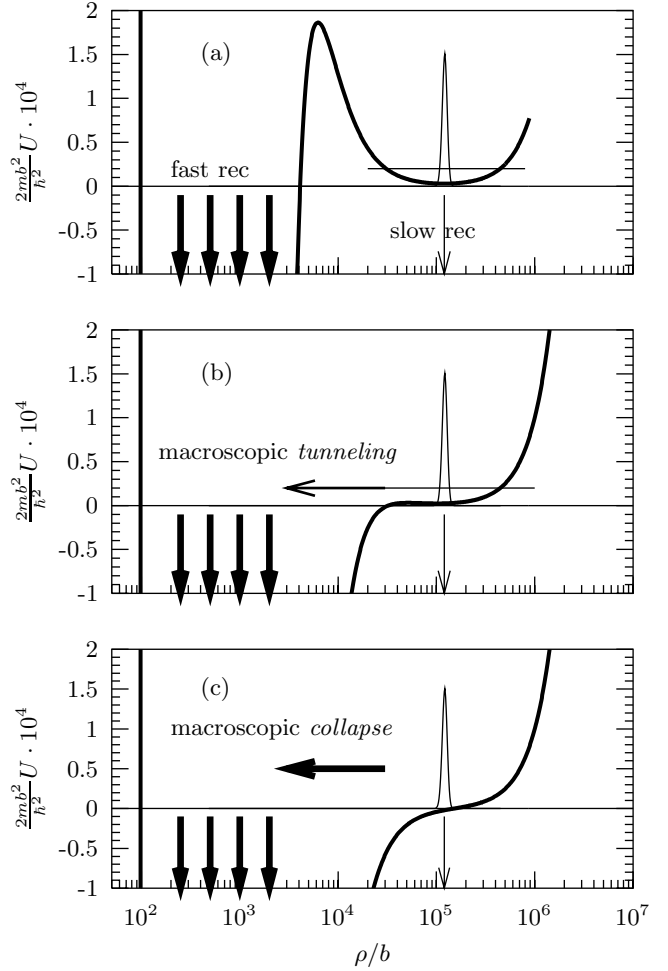 2
(a)
1.5
1
0.5
fast rec
0
slow rec
-0.5
-1
2mb²/ħ² U · 10⁴
2
(b)
1.5
1
macroscopic tunneling
0.5
0
-0.5
-1
2mb²/ħ² U · 10⁴
2
(c)
1.5
macroscopic collapse
1
0.5
0
-0.5
-1
2mb²/ħ² U · 10⁴
10² 10³ 10⁴ 10⁵ 10⁶ 10⁷
ρ/b